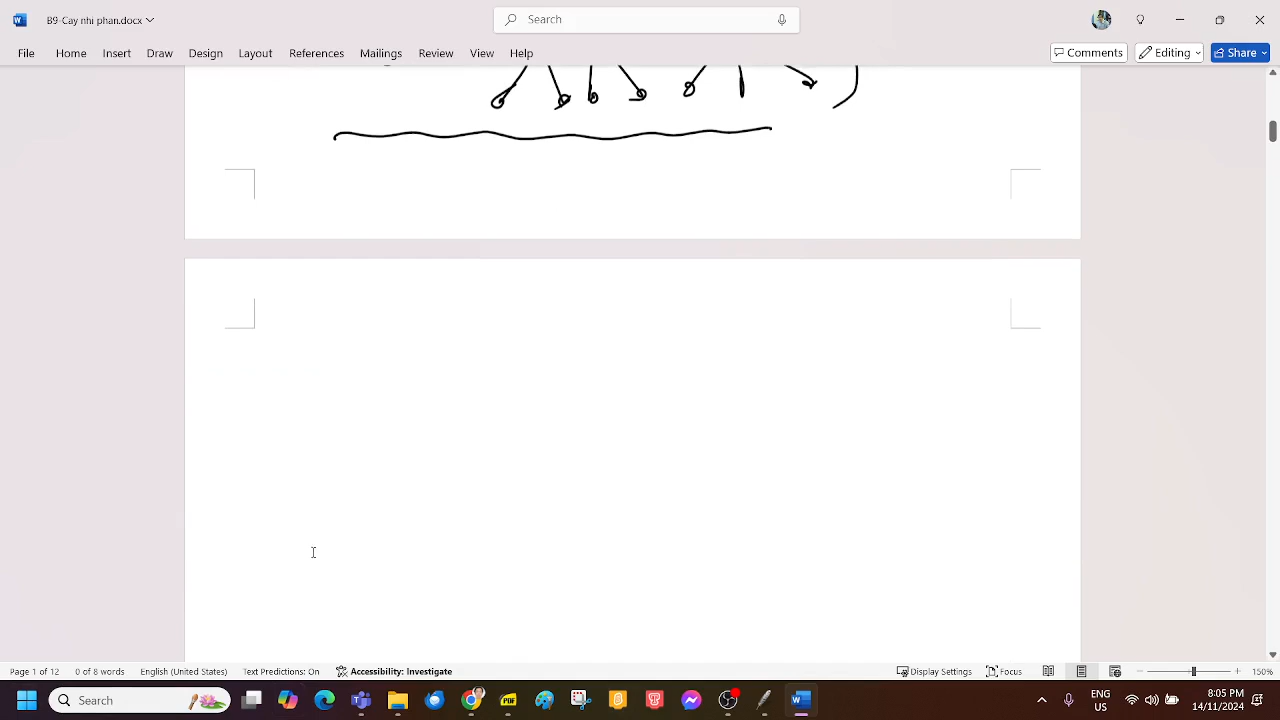 B9-Cay nhi phan.docx
Search
File
Home
Insert
Draw
Design
Layout
References
Mailings
Review
View
Help
Comments
Editing
Share
Page 1 of 12
0 of 8 words
English (United States)
Text Predictions: On
Accessibility: Investigate
Display Settings
Focus
150%
Search
ENG
US
8:05 PM
14/11/2024